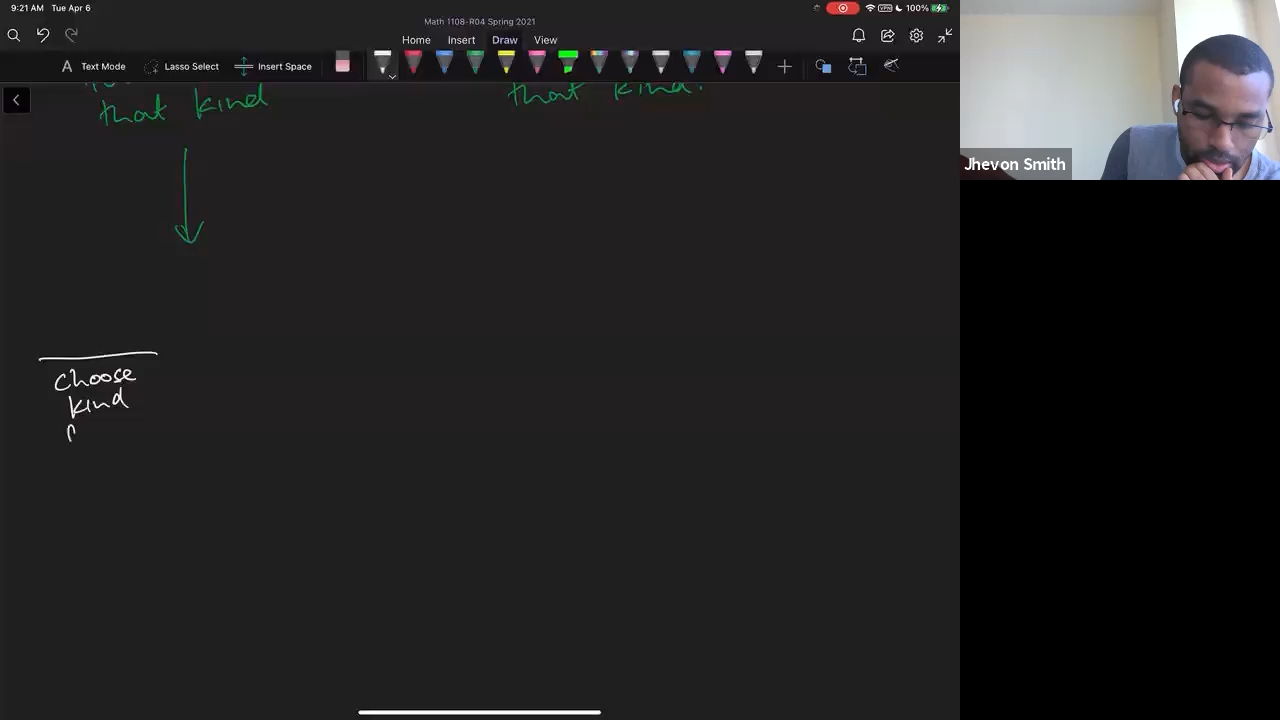 9:21 AM Tue Apr 6
100%
Math 1108-R04 Spring 2021
Home Insert Draw View
Text Mode Lasso Select Insert Space
that kind
that kind.
choose
kind
Jhevon Smith